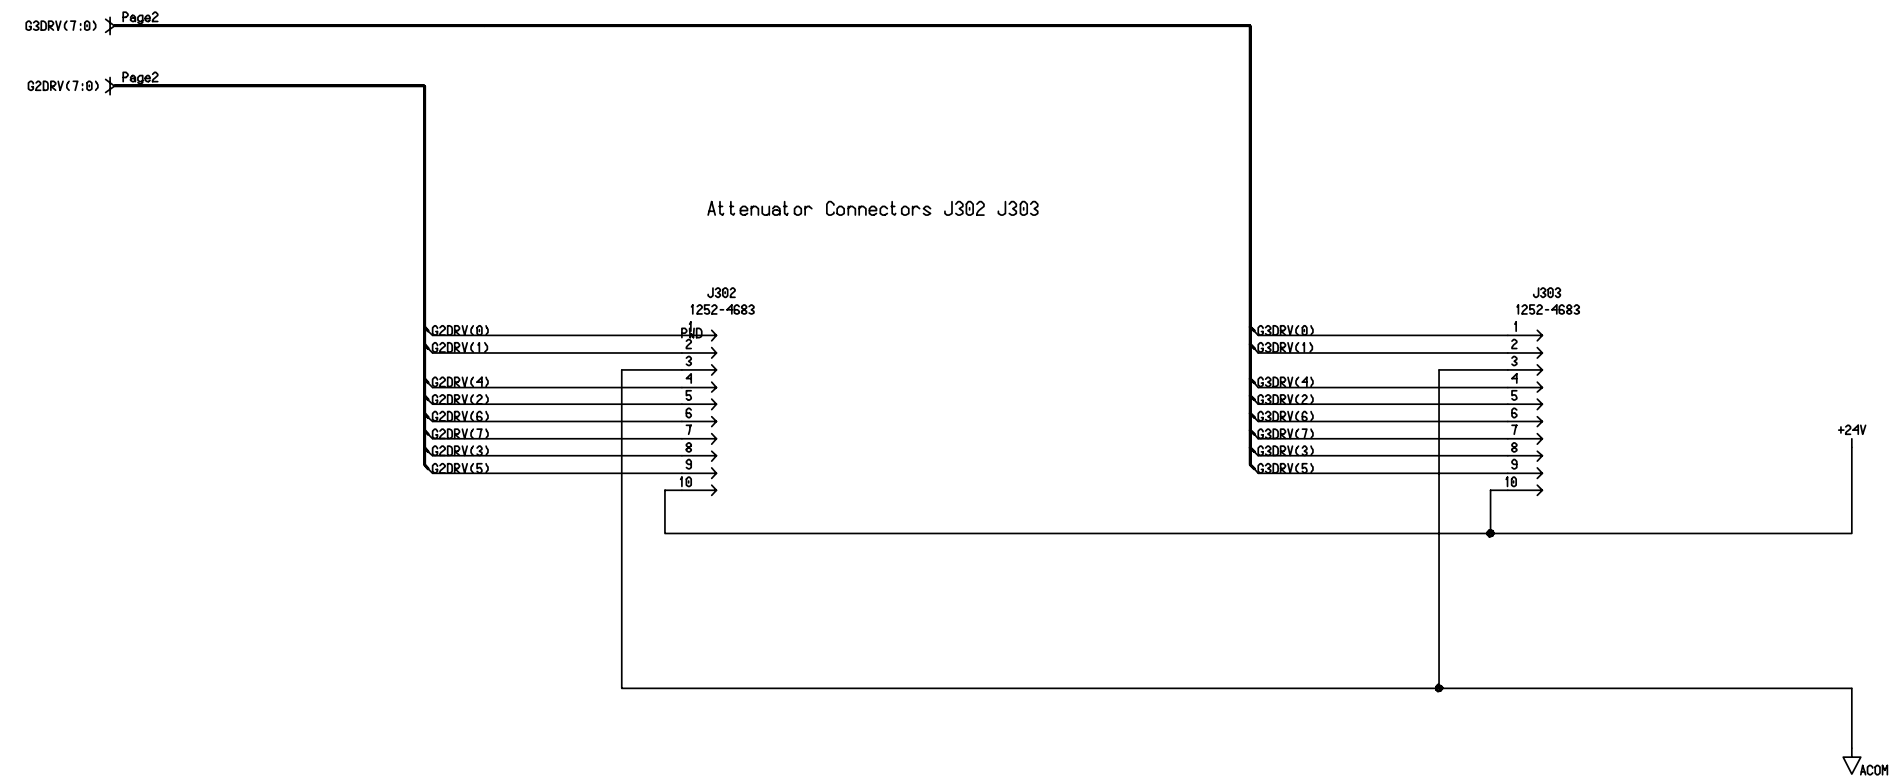 Page2
G3DRV(7:0)
Page2
G2DRV(7:0)
Attenuator Connectors J302 J303
J302
1252-4683
G2DRV(0) 1
PWD
G2DRV(1) 2
3
G2DRV(4) 4
G2DRV(2) 5
G2DRV(6) 6
G2DRV(7) 7
G2DRV(3) 8
G2DRV(5) 9
10
J303
1252-4683
G3DRV(0) 1
G3DRV(1) 2
3
G3DRV(4) 4
G3DRV(2) 5
G3DRV(6) 6
G3DRV(7) 7
G3DRV(3) 8
G3DRV(5) 9
10
+24V
ACOM